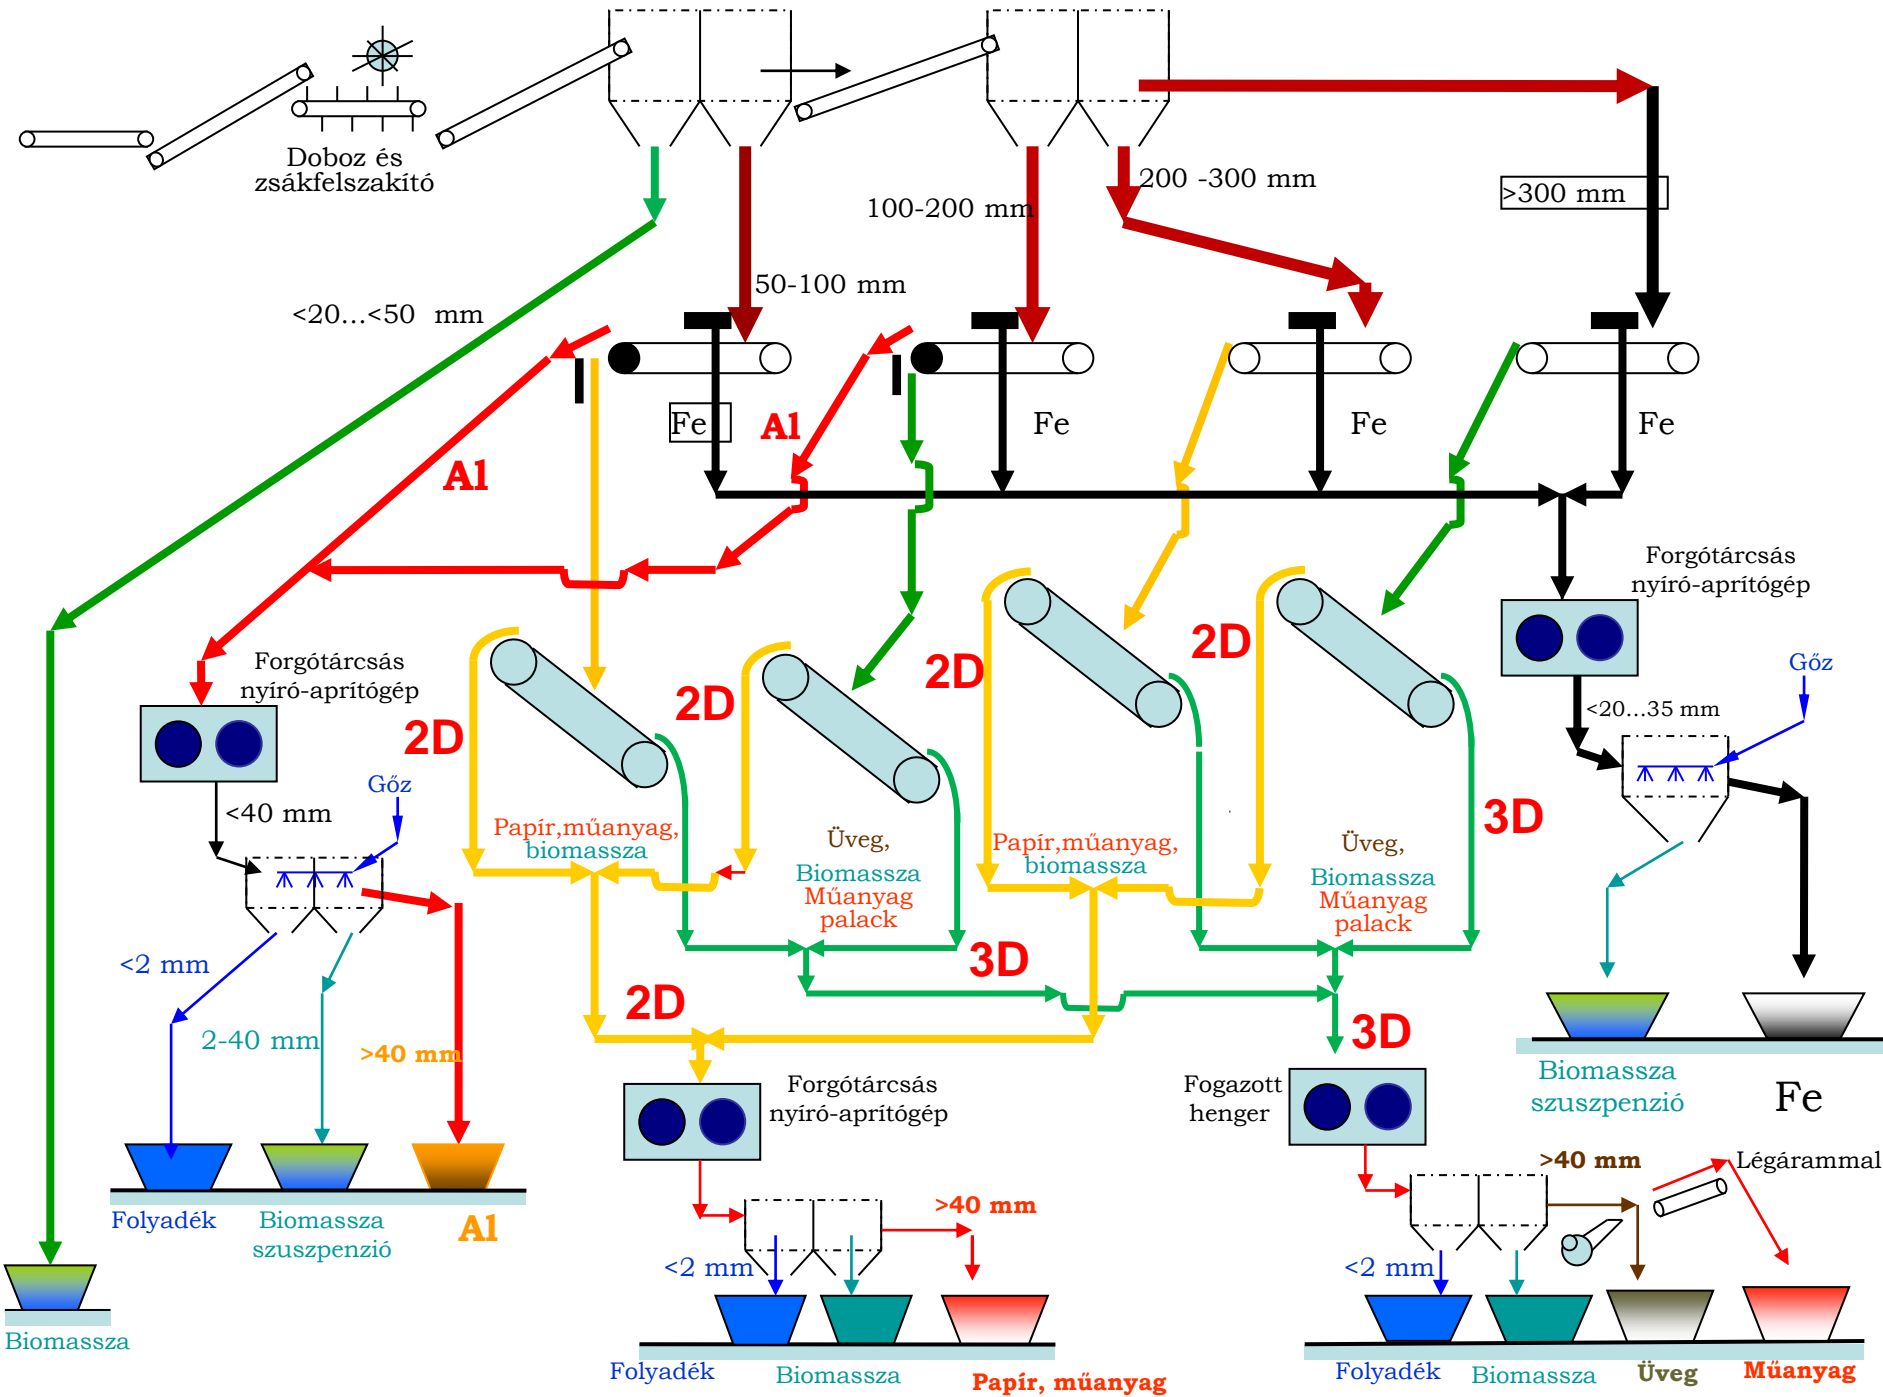 Doboz és
zsákfelszakító
200 -300 mm
100-200 mm
>300 mm
50-100 mm
<20...<50 mm
Fe
Al
Fe
Fe
Fe
Al
Forgótárcsás
nyíró-aprítógép
2D
2D
Forgótárcsás
nyíró-aprítógép
Gőz
2D
2D
<20...35 mm
Gőz
<40 mm
Papír,műanyag,
biomassza
Üveg,
Biomassza
Műanyag
palack
Papír,műanyag,
biomassza
Üveg,
Biomassza
Műanyag
palack
3D
<2 mm
3D
2D
2-40 mm
>40 mm
3D
Forgótárcsás
nyíró-aprítógép
Fogazott
henger
Biomassza
szuszpenzió
Fe
>40 mm
Légárammal
Folyadék
Biomassza
szuszpenzió
Al
>40 mm
<2 mm
<2 mm
Biomassza
Folyadék
Biomassza
Papír, műanyag
Folyadék
Biomassza
Üveg
Műanyag